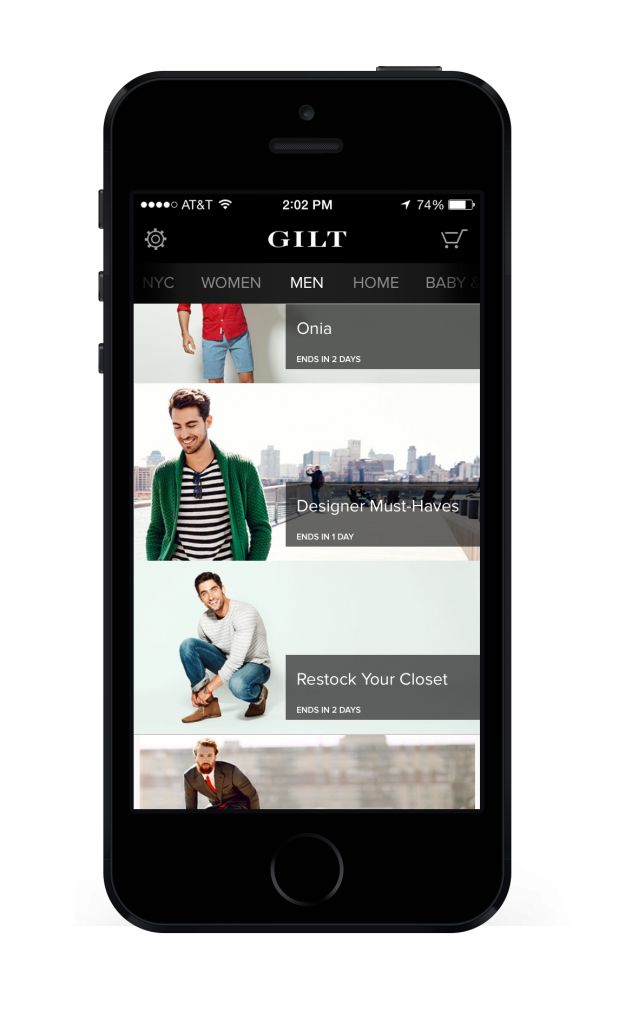 AT&T 2:02 PM 74%
GILT
NYC WOMEN MEN HOME BABY &
Onia
ENDS IN 2 DAYS
Designer Must-Haves
ENDS IN 1 DAY
Restock Your Closet
ENDS IN 2 DAYS